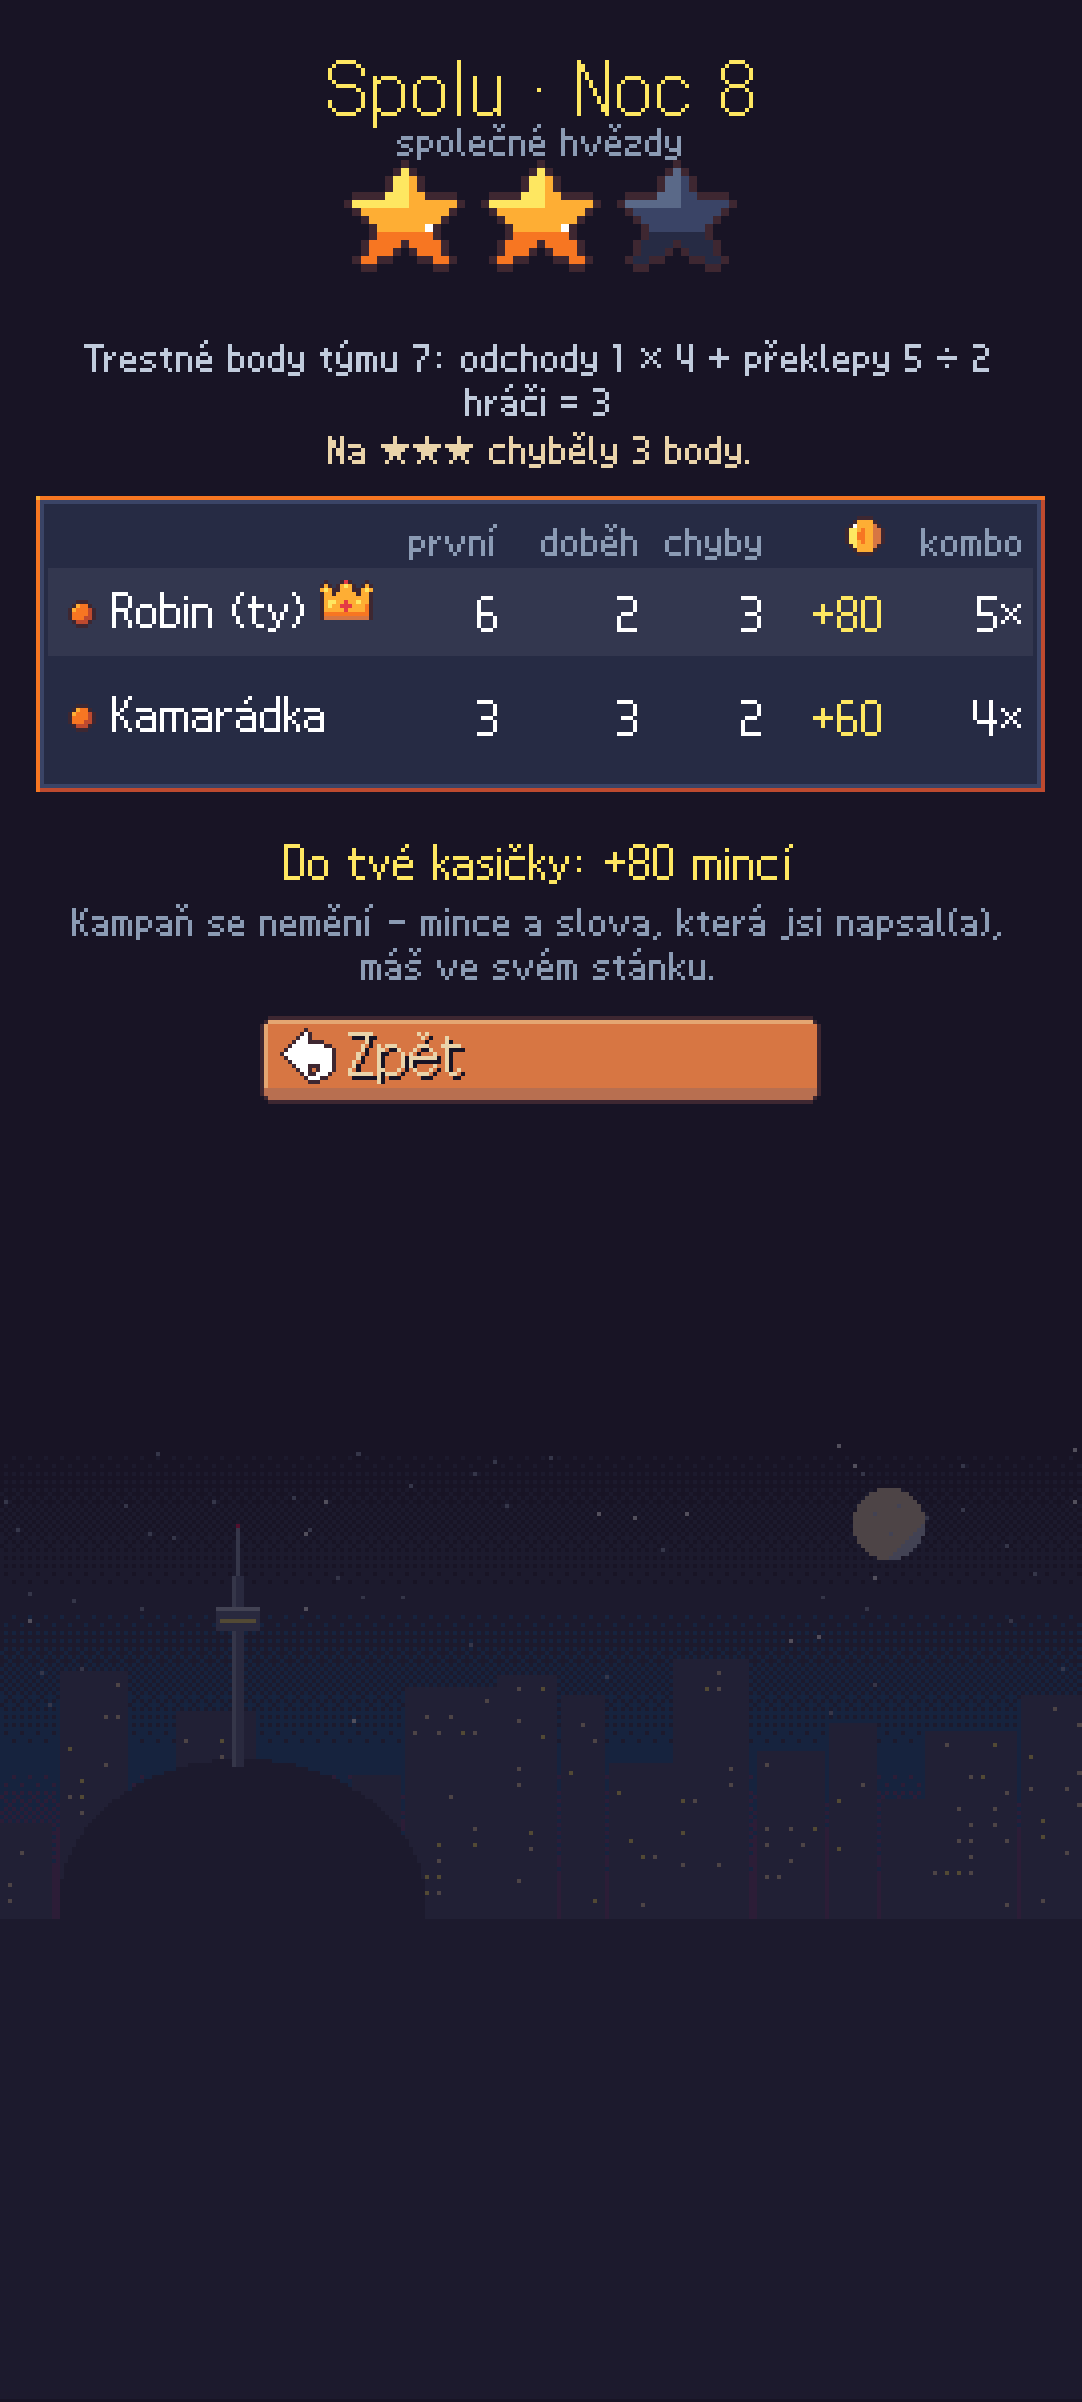 Spolu · Noc 8
společné hvězdy
Trestné body týmu 7: odchody 1 × 4 + překlepy 5 ÷ 2
hráči = 3
Na ★★★ chyběly 3 body.
první doběh chyby kombo
Robin (ty) 6 2 3 +80 5×
Kamarádka 3 3 2 +60 4×
Do tvé kasičky: +80 mincí
Kampaň se nemění – mince a slova, která jsi napsal(a),
máš ve svém stánku.
Zpět